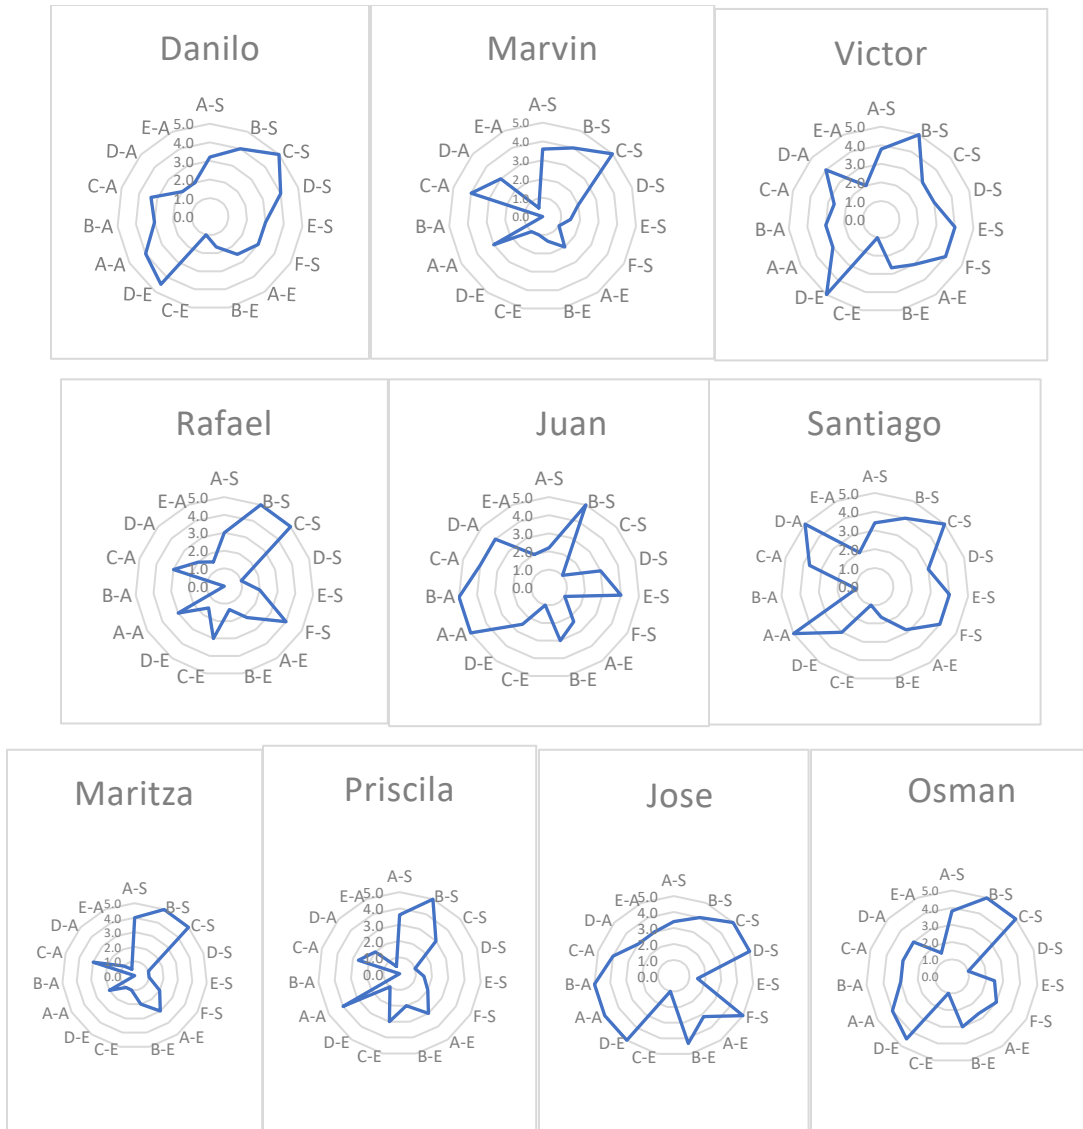 Danilo
A-S
B-S
C-S
D-S
E-S
F-S
A-E
B-E
C-E
D-E
A-A
B-A
C-A
D-A
E-A
5.0
4.0
3.0
2.0
1.0
0.0
Marvin
A-S
B-S
C-S
D-S
E-S
F-S
A-E
B-E
C-E
D-E
A-A
B-A
C-A
D-A
E-A
5.0
4.0
3.0
2.0
1.0
0.0
Victor
A-S
B-S
C-S
D-S
E-S
F-S
A-E
B-E
C-E
D-E
A-A
B-A
C-A
D-A
E-A
5.0
4.0
3.0
2.0
1.0
0.0
Rafael
A-S
B-S
C-S
D-S
E-S
F-S
A-E
B-E
C-E
D-E
A-A
B-A
C-A
D-A
E-A
5.0
4.0
3.0
2.0
1.0
0.0
Juan
A-S
B-S
C-S
D-S
E-S
F-S
A-E
B-E
C-E
D-E
A-A
B-A
C-A
D-A
E-A
5.0
4.0
3.0
2.0
1.0
0.0
Santiago
A-S
B-S
C-S
D-S
E-S
F-S
A-E
B-E
C-E
D-E
A-A
B-A
C-A
D-A
E-A
5.0
4.0
3.0
2.0
1.0
0.0
Maritza
A-S
B-S
C-S
D-S
E-S
F-S
A-E
B-E
C-E
D-E
A-A
B-A
C-A
D-A
E-A
5.0
4.0
3.0
2.0
1.0
0.0
Priscila
A-S
B-S
C-S
D-S
E-S
F-S
A-E
B-E
C-E
D-E
A-A
B-A
C-A
D-A
E-A
5.0
4.0
3.0
2.0
1.0
0.0
Jose
A-S
B-S
C-S
D-S
E-S
F-S
A-E
B-E
C-E
D-E
A-A
B-A
C-A
D-A
E-A
5.0
4.0
3.0
2.0
1.0
0.0
Osman
A-S
B-S
C-S
D-S
E-S
F-S
A-E
B-E
C-E
D-E
A-A
B-A
C-A
D-A
E-A
5.0
4.0
3.0
2.0
1.0
0.0